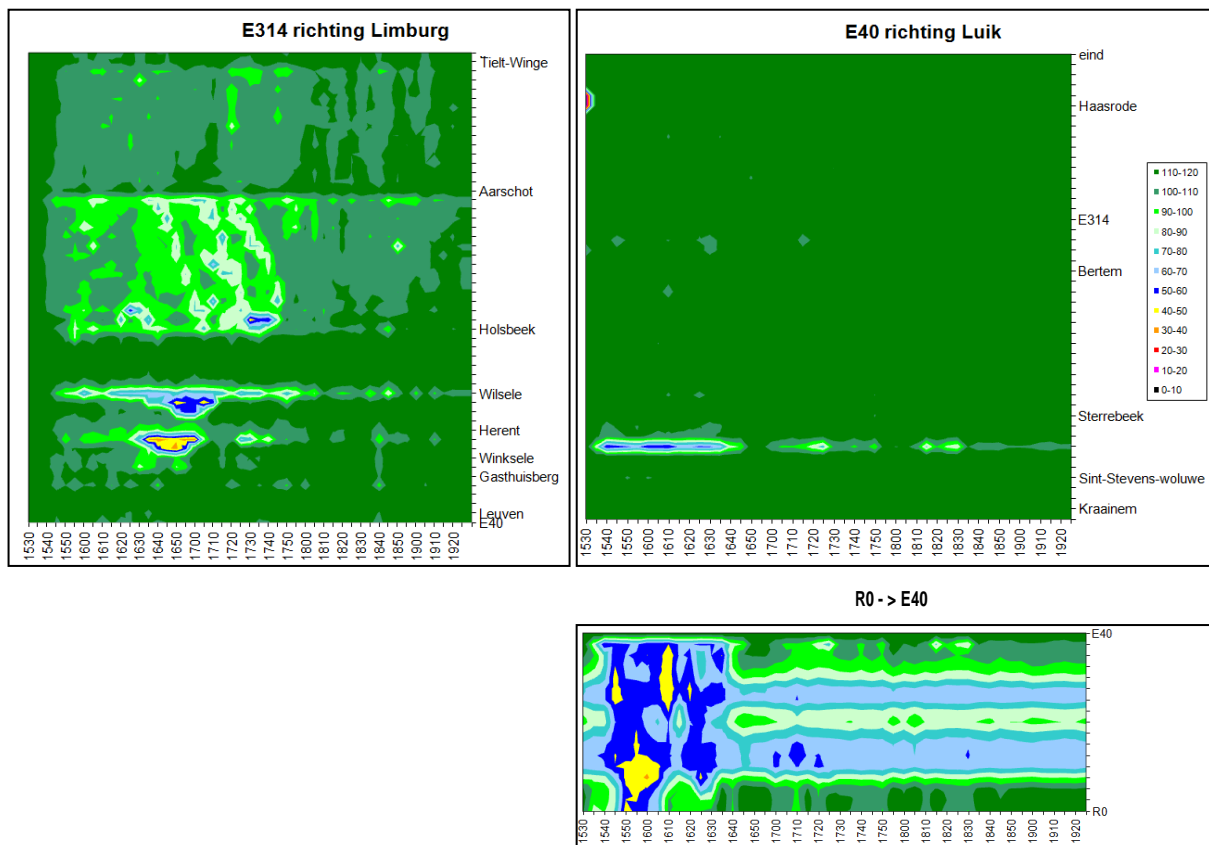 E314 richting Limburg
Tielt-Winge
Aarschot
Holsbeek
Wilsele
Herent
Winksele
Gasthuisberg
Leuven
E40
1530 1540 1550 1600 1610 1620 1630 1640 1650 1700 1710 1720 1730 1740 1750 1800 1810 1820 1830 1840 1850 1900 1910 1920
E40 richting Luik
eind
Haasrode
E314
Bertem
Sterrebeek
Sint-Stevens-woluwe
Kraainem
1530 1540 1550 1600 1610 1620 1630 1640 1650 1700 1710 1720 1730 1740 1750 1800 1810 1820 1830 1840 1850 1900 1910 1920
110-120
100-110
90-100
80-90
70-80
60-70
50-60
40-50
30-40
20-30
10-20
0-10
R0 - > E40
E40
R0
1530 1540 1550 1600 1610 1620 1630 1640 1650 1700 1710 1720 1730 1740 1750 1800 1810 1820 1830 1840 1850 1900 1910 1920